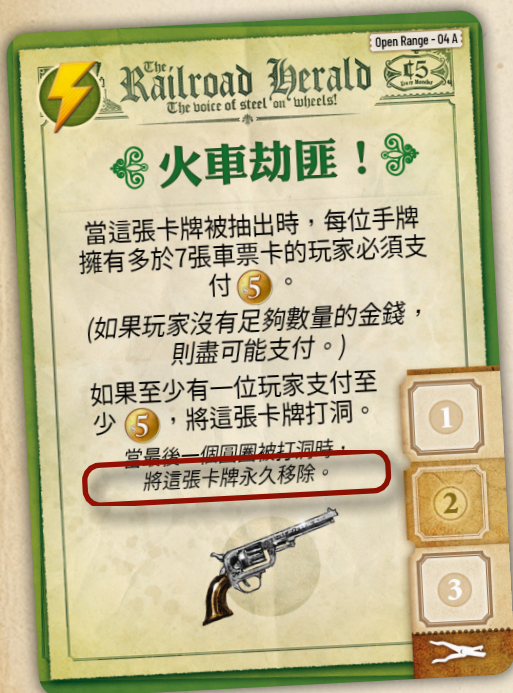 Open Range - 04 A
The
Railroad Herald
The voice of steel on wheels!
¢5
Every Monday
火車劫匪！
當這張卡牌被抽出時，每位手牌
擁有多於7張車票卡的玩家必須支
付5。
(如果玩家沒有足夠數量的金錢，
則盡可能支付。)
如果至少有一位玩家支付至
少5，將這張卡牌打洞。
當最後一個圓圈被打洞時，
將這張卡牌永久移除。
1
2
3